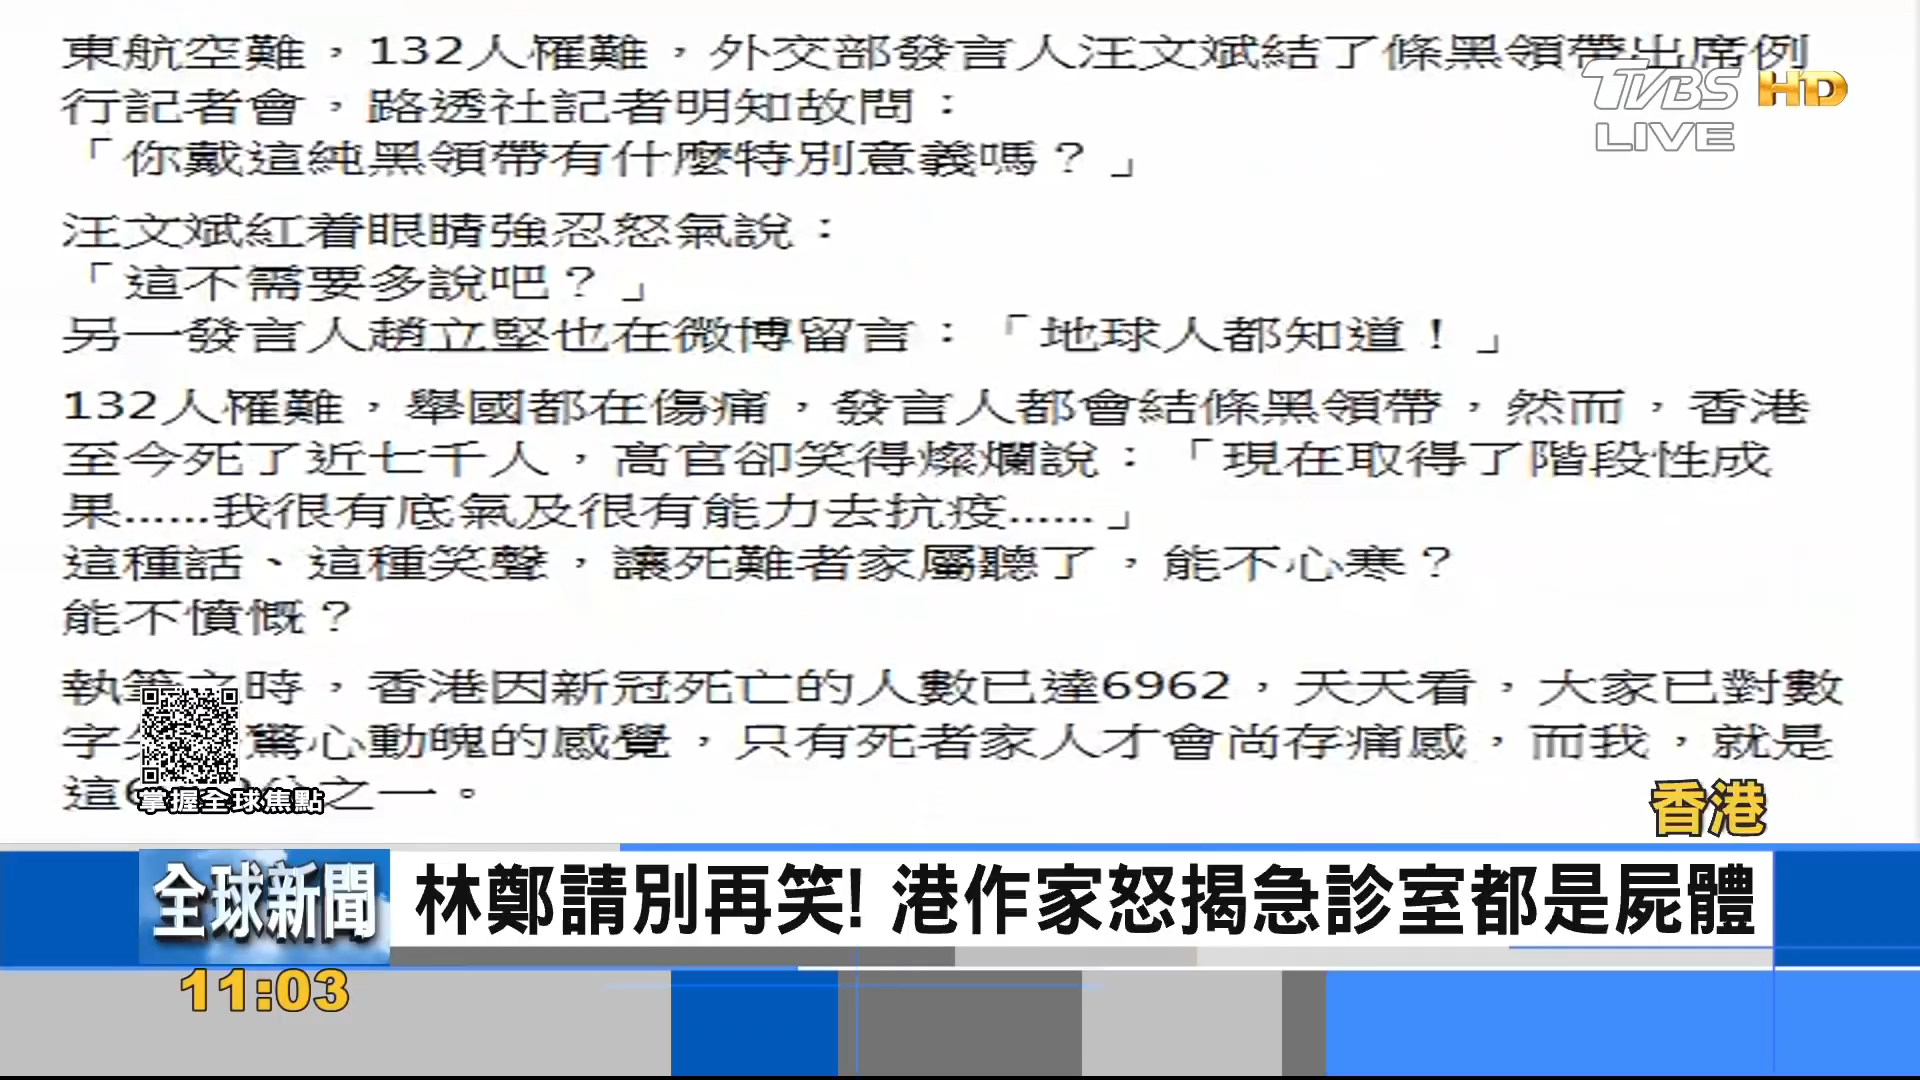 東航空難，132人罹難，外交部發言人汪文斌結了條黑領帶出席例
行記者會，路透社記者明知故問：
「你戴這純黑領帶有什麼特別意義嗎？」
TVBS HD
LIVE
汪文斌紅着眼睛強忍怒氣說：
「這不需要多說吧？」
另一發言人趙立堅也在微博留言：「地球人都知道！」
132人罹難，舉國都在傷痛，發言人都會結條黑領帶，然而，香港
至今死了近七千人，高官卻笑得燦爛說：「現在取得了階段性成
果……我很有底氣及很有能力去抗疫……」
這種話、這種笑聲，讓死難者家屬聽了，能不心寒？
能不憤慨？
執筆之時，香港因新冠死亡的人數已達6962，天天看，大家已對數
字 驚心動魄的感覺，只有死者家人才會尚存痛感，而我，就是
這6 之一。
掌握全球焦點
香港
全球新聞
林鄭請別再笑! 港作家怒揭急診室都是屍體
11:03